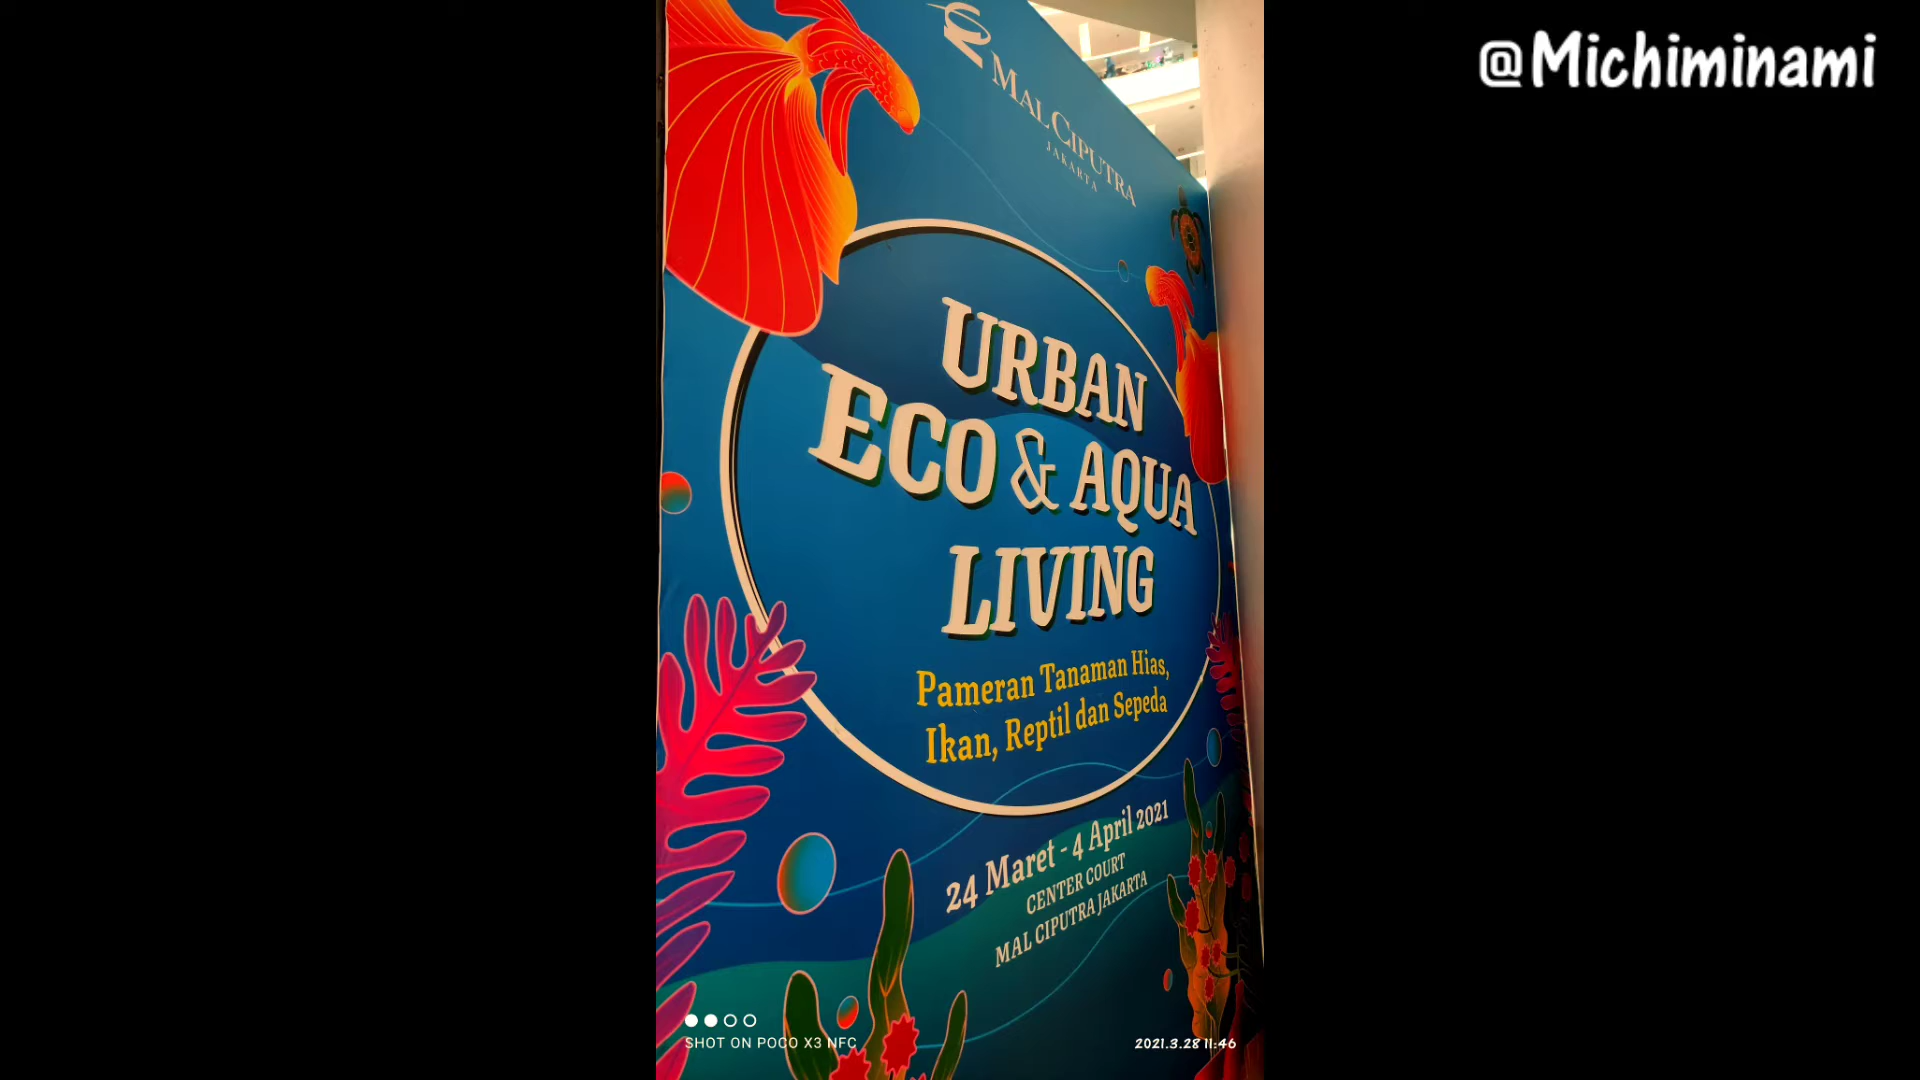 @Michiminami
MAL CIPUTRA
JAKARTA
URBAN
ECO & AQUA
LIVING
Pameran Tanaman Hias,
Ikan, Reptil dan Sepeda
24 Maret - 4 April 2021
CENTER COURT
MAL CIPUTRA JAKARTA
SHOT ON POCO X3 NFC
2021.3.28 11:46